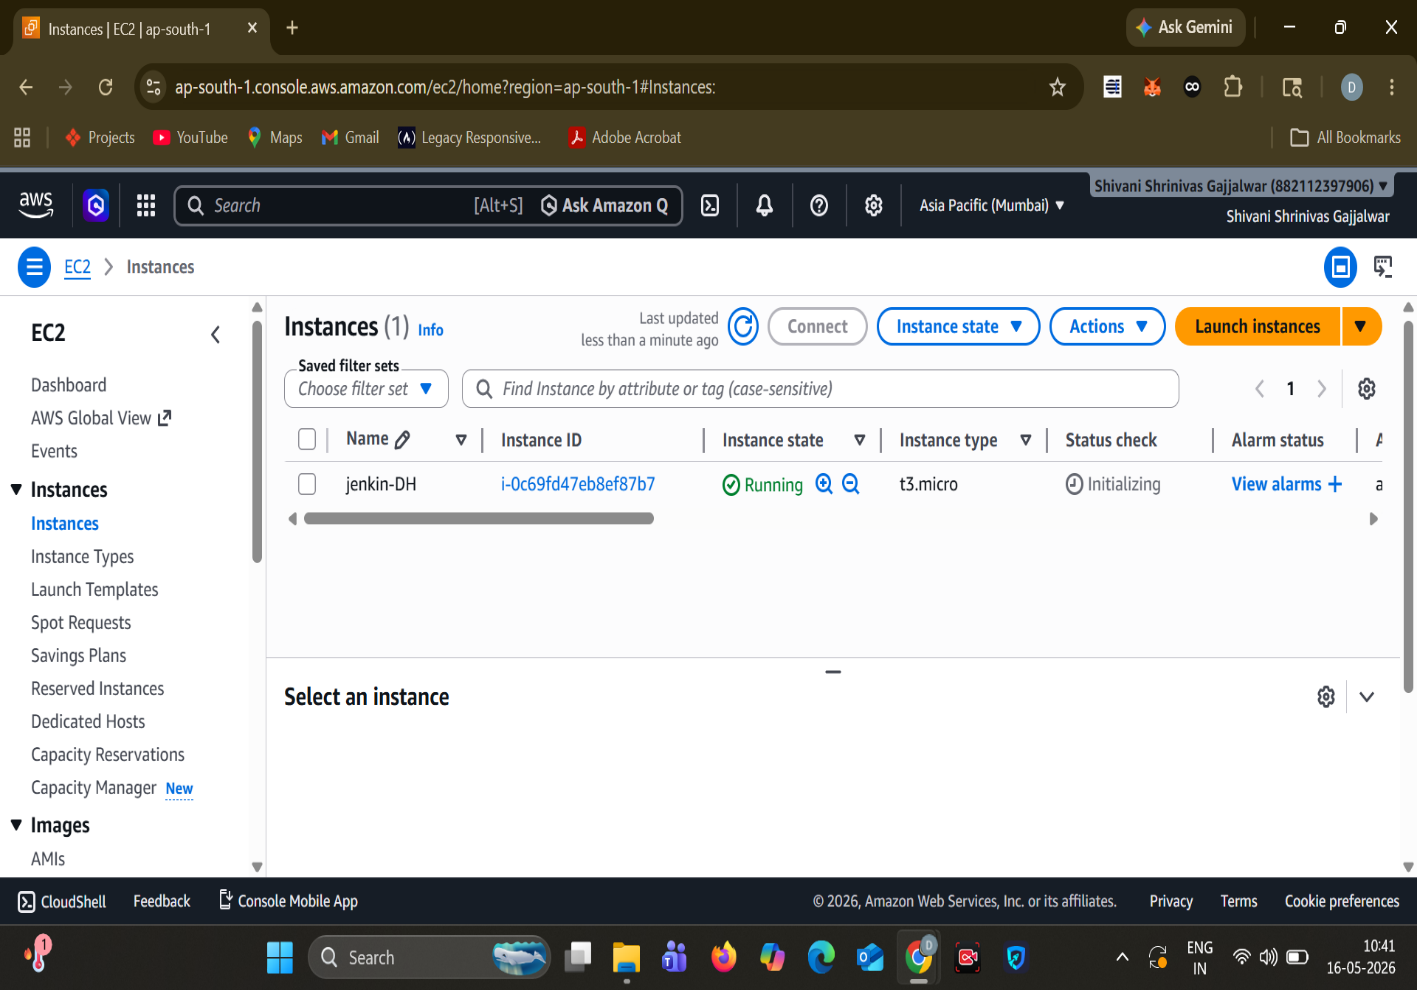 Instances | EC2 | ap-south-1
Ask Gemini
ap-south-1.console.aws.amazon.com/ec2/home?region=ap-south-1#Instances:
D
Projects
YouTube
Maps
Gmail
Legacy Responsive...
Adobe Acrobat
All Bookmarks
aws
Search
[Alt+S]
Ask Amazon Q
Asia Pacific (Mumbai)
Shivani Shrinivas Gajjalwar (882112397906)
Shivani Shrinivas Gajjalwar
EC2
Instances
EC2
Dashboard
AWS Global View
Events
Instances
Instances
Instance Types
Launch Templates
Spot Requests
Savings Plans
Reserved Instances
Dedicated Hosts
Capacity Reservations
Capacity Manager New
Images
AMIs
Instances (1) Info
Last updated
less than a minute ago
Connect
Instance state
Actions
Launch instances
Saved filter sets
Choose filter set
Find Instance by attribute or tag (case-sensitive)
1
Name
Instance ID
Instance state
Instance type
Status check
Alarm status
A
jenkin-DH
i-0c69fd47eb8ef87b7
Running
t3.micro
Initializing
View alarms +
a
Select an instance
CloudShell
Feedback
Console Mobile App
© 2026, Amazon Web Services, Inc. or its affiliates.
Privacy
Terms
Cookie preferences
1
Search
D
ENG
IN
10:41
16-05-2026